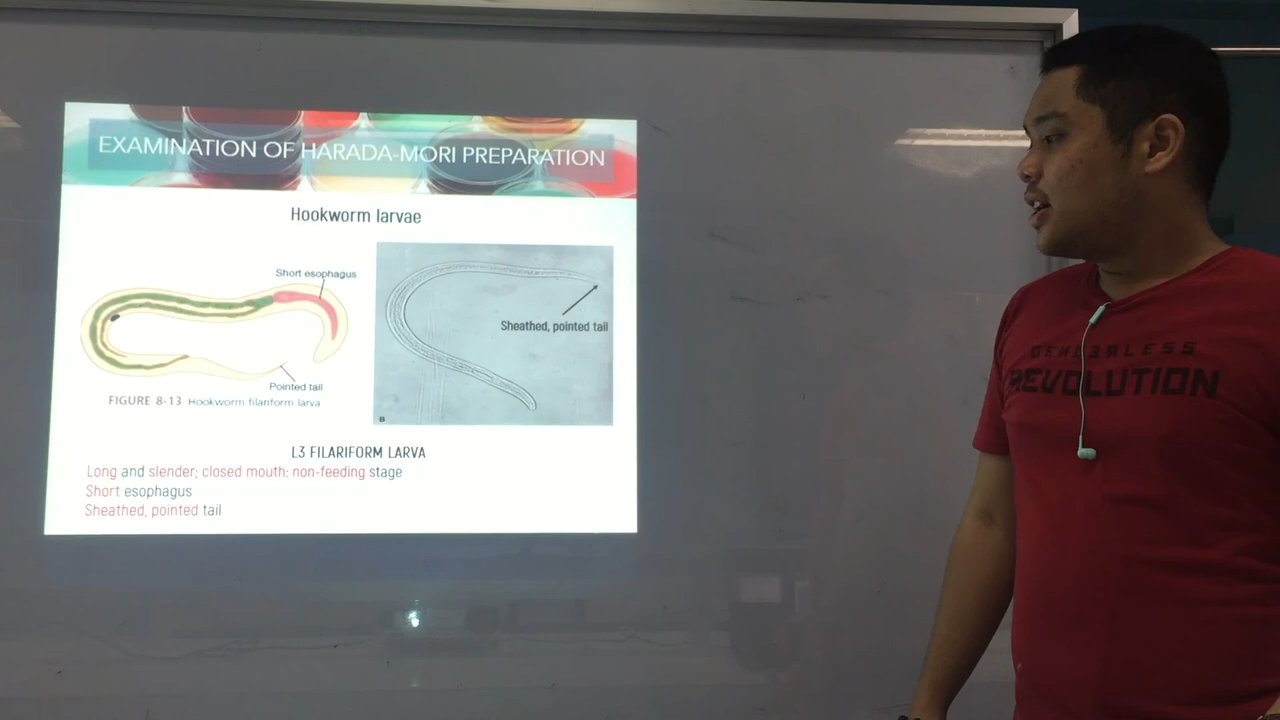 EXAMINATION OF HARADA-MORI PREPARATION
Hookworm larvae
Short esophagus
Pointed tail
FIGURE 8-13 Hookworm filariform larva
Sheathed, pointed tail
B
L3 FILARIFORM LARVA
Long and slender; closed mouth: non-feeding stage
Short esophagus
Sheathed, pointed tail
REVOLUTION